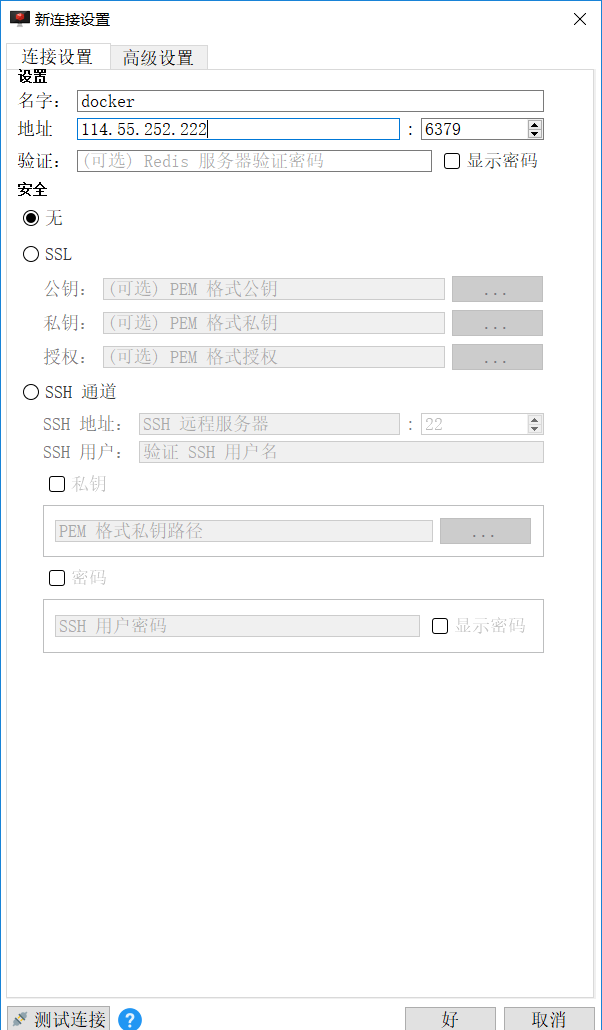 新连接设置
连接设置 高级设置
设置
名字： docker
地址 114.55.252.222 : 6379
验证： (可选) Redis 服务器验证密码 显示密码
安全
无
SSL
公钥： (可选) PEM 格式公钥 ...
私钥： (可选) PEM 格式私钥 ...
授权： (可选) PEM 格式授权 ...
SSH 通道
SSH 地址： SSH 远程服务器 : 22
SSH 用户： 验证 SSH 用户名
私钥
PEM 格式私钥路径 ...
密码
SSH 用户密码 显示密码
测试连接 ? 好 取消